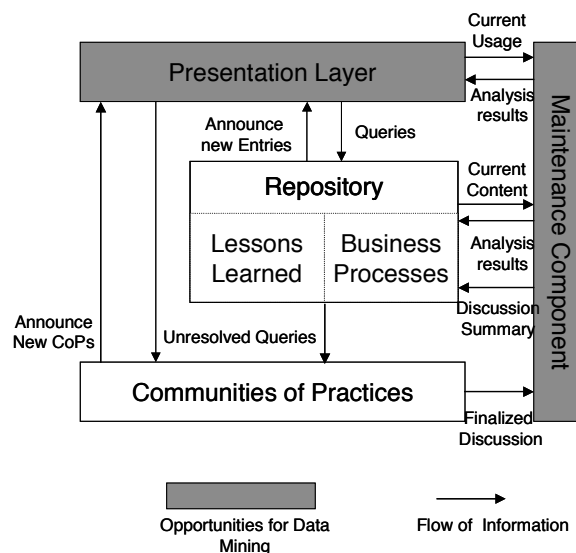 Current
Usage
Presentation Layer
Analysis
results
Announce
new Entries
Queries
Maintenance Component
Repository
Current
Content
Lessons
Learned
Business
Processes
Analysis
results
Discussion
Summary
Announce
New CoPs
Unresolved Queries
Communities of Practices
Finalized
Discussion
Opportunities for Data
Mining
Flow of Information